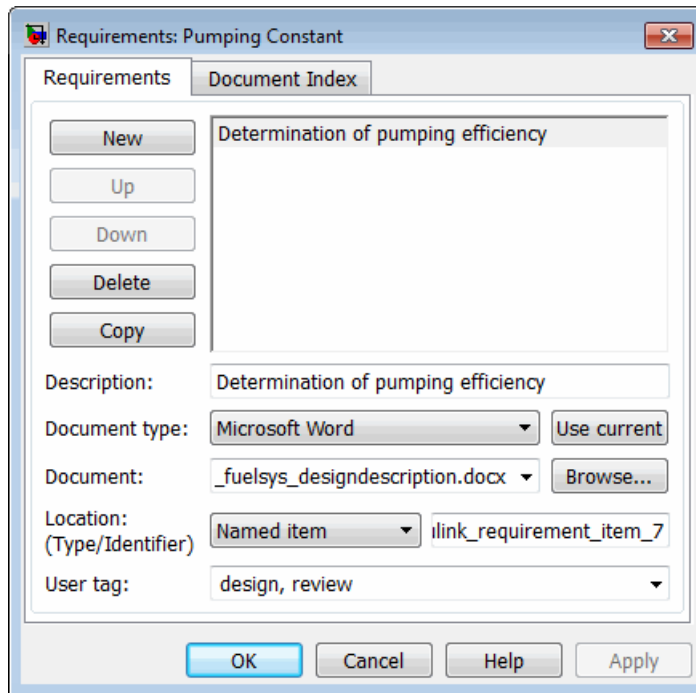 Requirements: Pumping Constant
Requirements
Document Index
New
Up
Down
Delete
Copy
Determination of pumping efficiency
Description:
Determination of pumping efficiency
Document type:
Microsoft Word
Use current
Document:
_fuelsys_designdescription.docx
Browse...
Location:
(Type/Identifier)
Named item
ılink_requirement_item_7
User tag:
design, review
OK
Cancel
Help
Apply